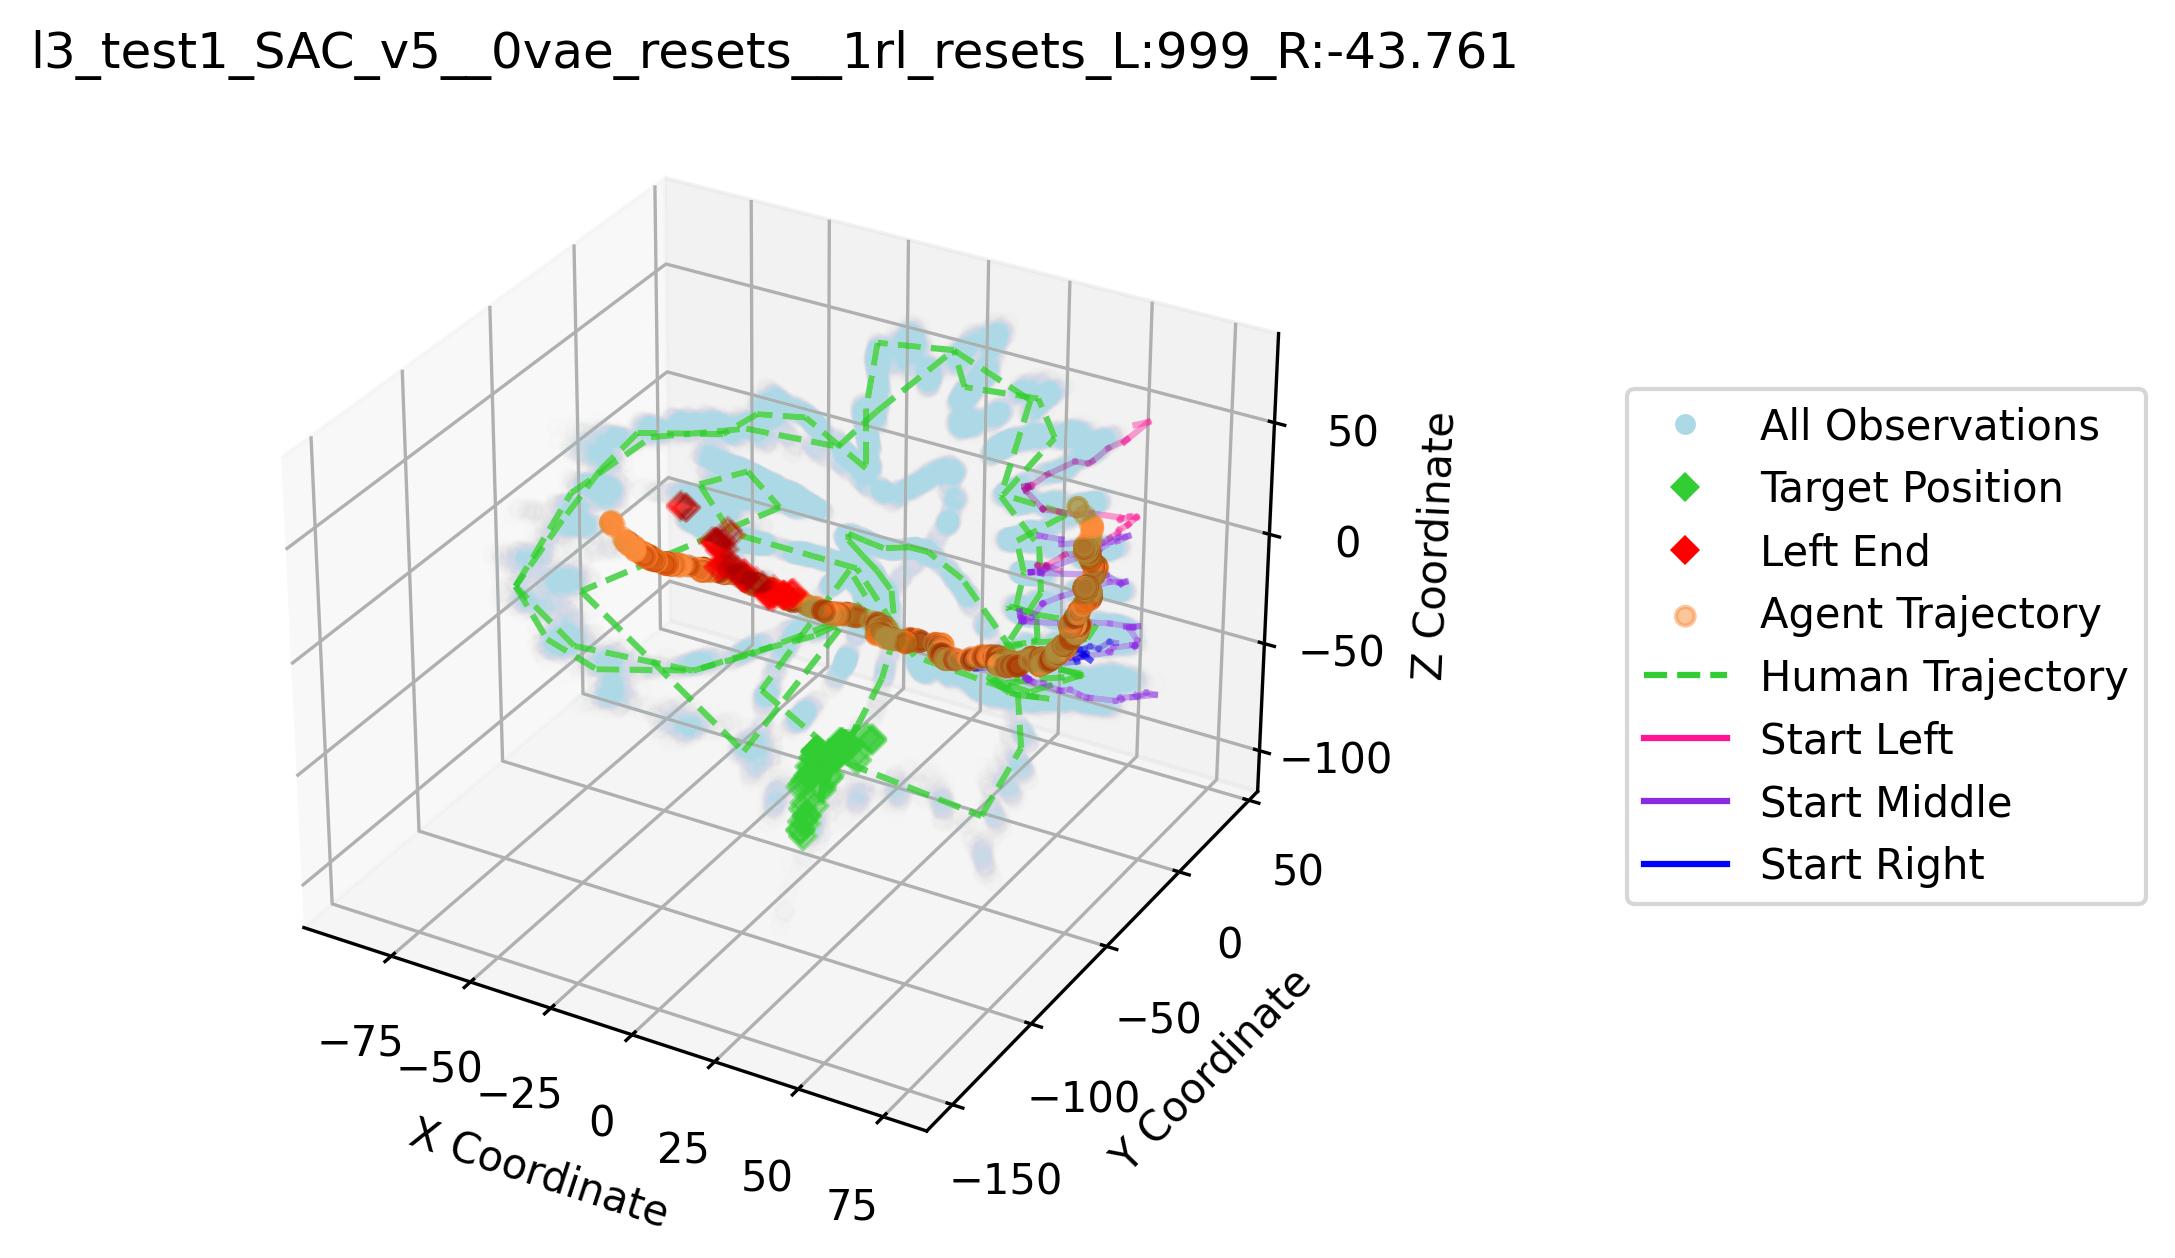 l3_test1_SAC_v5__0vae_resets__1rl_resets_L:999_R:-43.761
50
0
−50
−100
Z Coordinate
50
0
−50
−100
−150
Y Coordinate
−75
−50
−25
0
25
50
75
X Coordinate
All Observations
Target Position
Left End
Agent Trajectory
Human Trajectory
Start Left
Start Middle
Start Right